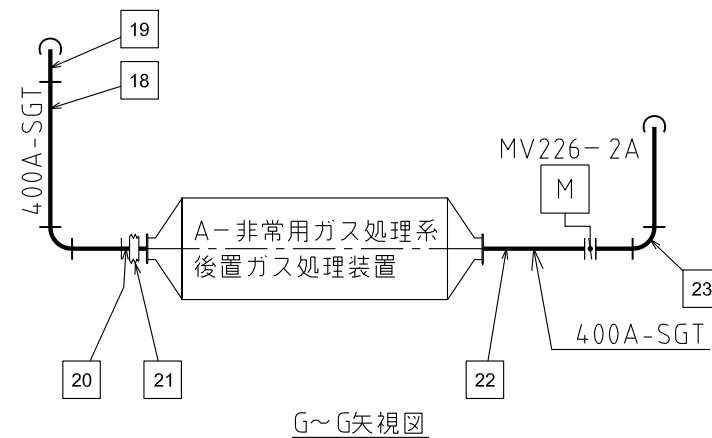 19
18
400A-SGT
MV226-2A
M
A-非常用ガス処理系
後置ガス処理装置
23
400A-SGT
20
21
22
G~G矢視図